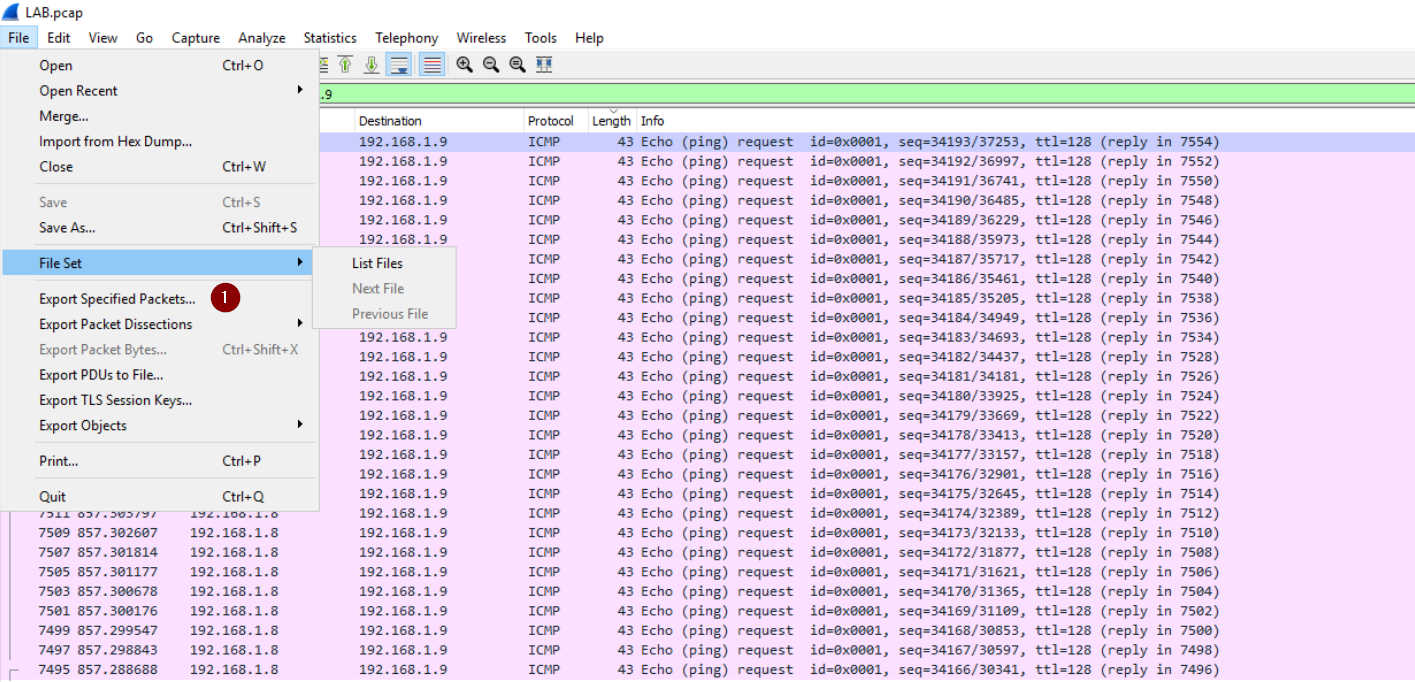 LAB.pcap
File Edit View Go Capture Analyze Statistics Telephony Wireless Tools Help
Open Ctrl+O
Open Recent
.9
Merge...
Destination Protocol Length Info
Import from Hex Dump...
192.168.1.9 ICMP 43 Echo (ping) request id=0x0001, seq=34193/37253, ttl=128 (reply in 7554)
192.168.1.9 ICMP 43 Echo (ping) request id=0x0001, seq=34192/36997, ttl=128 (reply in 7552)
Close Ctrl+W
192.168.1.9 ICMP 43 Echo (ping) request id=0x0001, seq=34191/36741, ttl=128 (reply in 7550)
Save Ctrl+S
192.168.1.9 ICMP 43 Echo (ping) request id=0x0001, seq=34190/36485, ttl=128 (reply in 7548)
192.168.1.9 ICMP 43 Echo (ping) request id=0x0001, seq=34189/36229, ttl=128 (reply in 7546)
Save As... Ctrl+Shift+S
192.168.1.9 ICMP 43 Echo (ping) request id=0x0001, seq=34188/35973, ttl=128 (reply in 7544)
File Set List Files
ICMP 43 Echo (ping) request id=0x0001, seq=34187/35717, ttl=128 (reply in 7542)
ICMP 43 Echo (ping) request id=0x0001, seq=34186/35461, ttl=128 (reply in 7540)
Next File
Export Specified Packets... 1
ICMP 43 Echo (ping) request id=0x0001, seq=34185/35205, ttl=128 (reply in 7538)
Previous File
ICMP 43 Echo (ping) request id=0x0001, seq=34184/34949, ttl=128 (reply in 7536)
Export Packet Dissections
192.168.1.9 ICMP 43 Echo (ping) request id=0x0001, seq=34183/34693, ttl=128 (reply in 7534)
Export Packet Bytes... Ctrl+Shift+X
192.168.1.9 ICMP 43 Echo (ping) request id=0x0001, seq=34182/34437, ttl=128 (reply in 7528)
Export PDUs to File...
192.168.1.9 ICMP 43 Echo (ping) request id=0x0001, seq=34181/34181, ttl=128 (reply in 7526)
192.168.1.9 ICMP 43 Echo (ping) request id=0x0001, seq=34180/33925, ttl=128 (reply in 7524)
Export TLS Session Keys...
192.168.1.9 ICMP 43 Echo (ping) request id=0x0001, seq=34179/33669, ttl=128 (reply in 7522)
Export Objects
192.168.1.9 ICMP 43 Echo (ping) request id=0x0001, seq=34178/33413, ttl=128 (reply in 7520)
192.168.1.9 ICMP 43 Echo (ping) request id=0x0001, seq=34177/33157, ttl=128 (reply in 7518)
Print... Ctrl+P
192.168.1.9 ICMP 43 Echo (ping) request id=0x0001, seq=34176/32901, ttl=128 (reply in 7516)
192.168.1.9 ICMP 43 Echo (ping) request id=0x0001, seq=34175/32645, ttl=128 (reply in 7514)
Quit Ctrl+Q
7511 857.303797 192.168.1.8 192.168.1.9 ICMP 43 Echo (ping) request id=0x0001, seq=34174/32389, ttl=128 (reply in 7512)
7509 857.302607 192.168.1.8 192.168.1.9 ICMP 43 Echo (ping) request id=0x0001, seq=34173/32133, ttl=128 (reply in 7510)
7507 857.301814 192.168.1.8 192.168.1.9 ICMP 43 Echo (ping) request id=0x0001, seq=34172/31877, ttl=128 (reply in 7508)
7505 857.301177 192.168.1.8 192.168.1.9 ICMP 43 Echo (ping) request id=0x0001, seq=34171/31621, ttl=128 (reply in 7506)
7503 857.300678 192.168.1.8 192.168.1.9 ICMP 43 Echo (ping) request id=0x0001, seq=34170/31365, ttl=128 (reply in 7504)
7501 857.300176 192.168.1.8 192.168.1.9 ICMP 43 Echo (ping) request id=0x0001, seq=34169/31109, ttl=128 (reply in 7502)
7499 857.299547 192.168.1.8 192.168.1.9 ICMP 43 Echo (ping) request id=0x0001, seq=34168/30853, ttl=128 (reply in 7500)
7497 857.298843 192.168.1.8 192.168.1.9 ICMP 43 Echo (ping) request id=0x0001, seq=34167/30597, ttl=128 (reply in 7498)
7495 857.288688 192.168.1.8 192.168.1.9 ICMP 43 Echo (ping) request id=0x0001, seq=34166/30341, ttl=128 (reply in 7496)